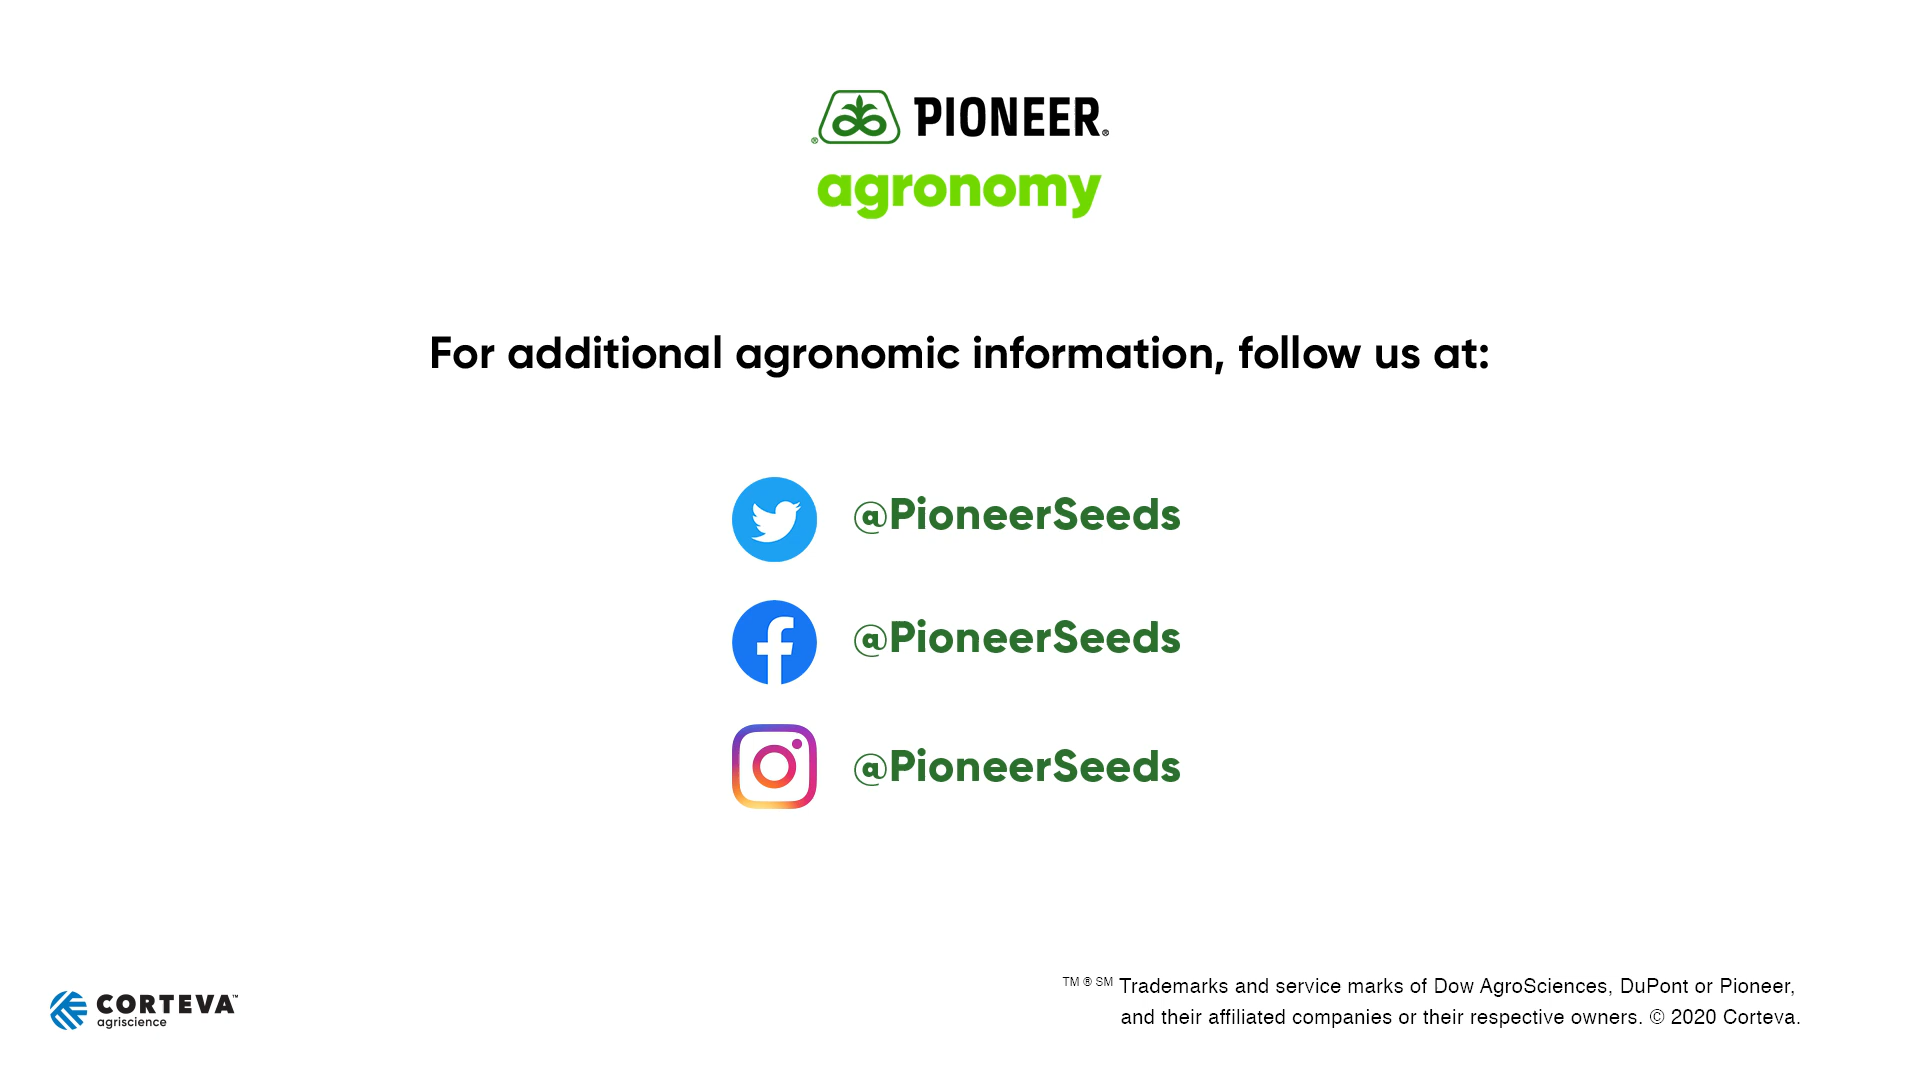 PIONEER®
agronomy
For additional agronomic information, follow us at:
@PioneerSeeds
@PioneerSeeds
@PioneerSeeds
CORTEVA™
agriscience
TM ® SM Trademarks and service marks of Dow AgroSciences, DuPont or Pioneer,
and their affiliated companies or their respective owners. © 2020 Corteva.